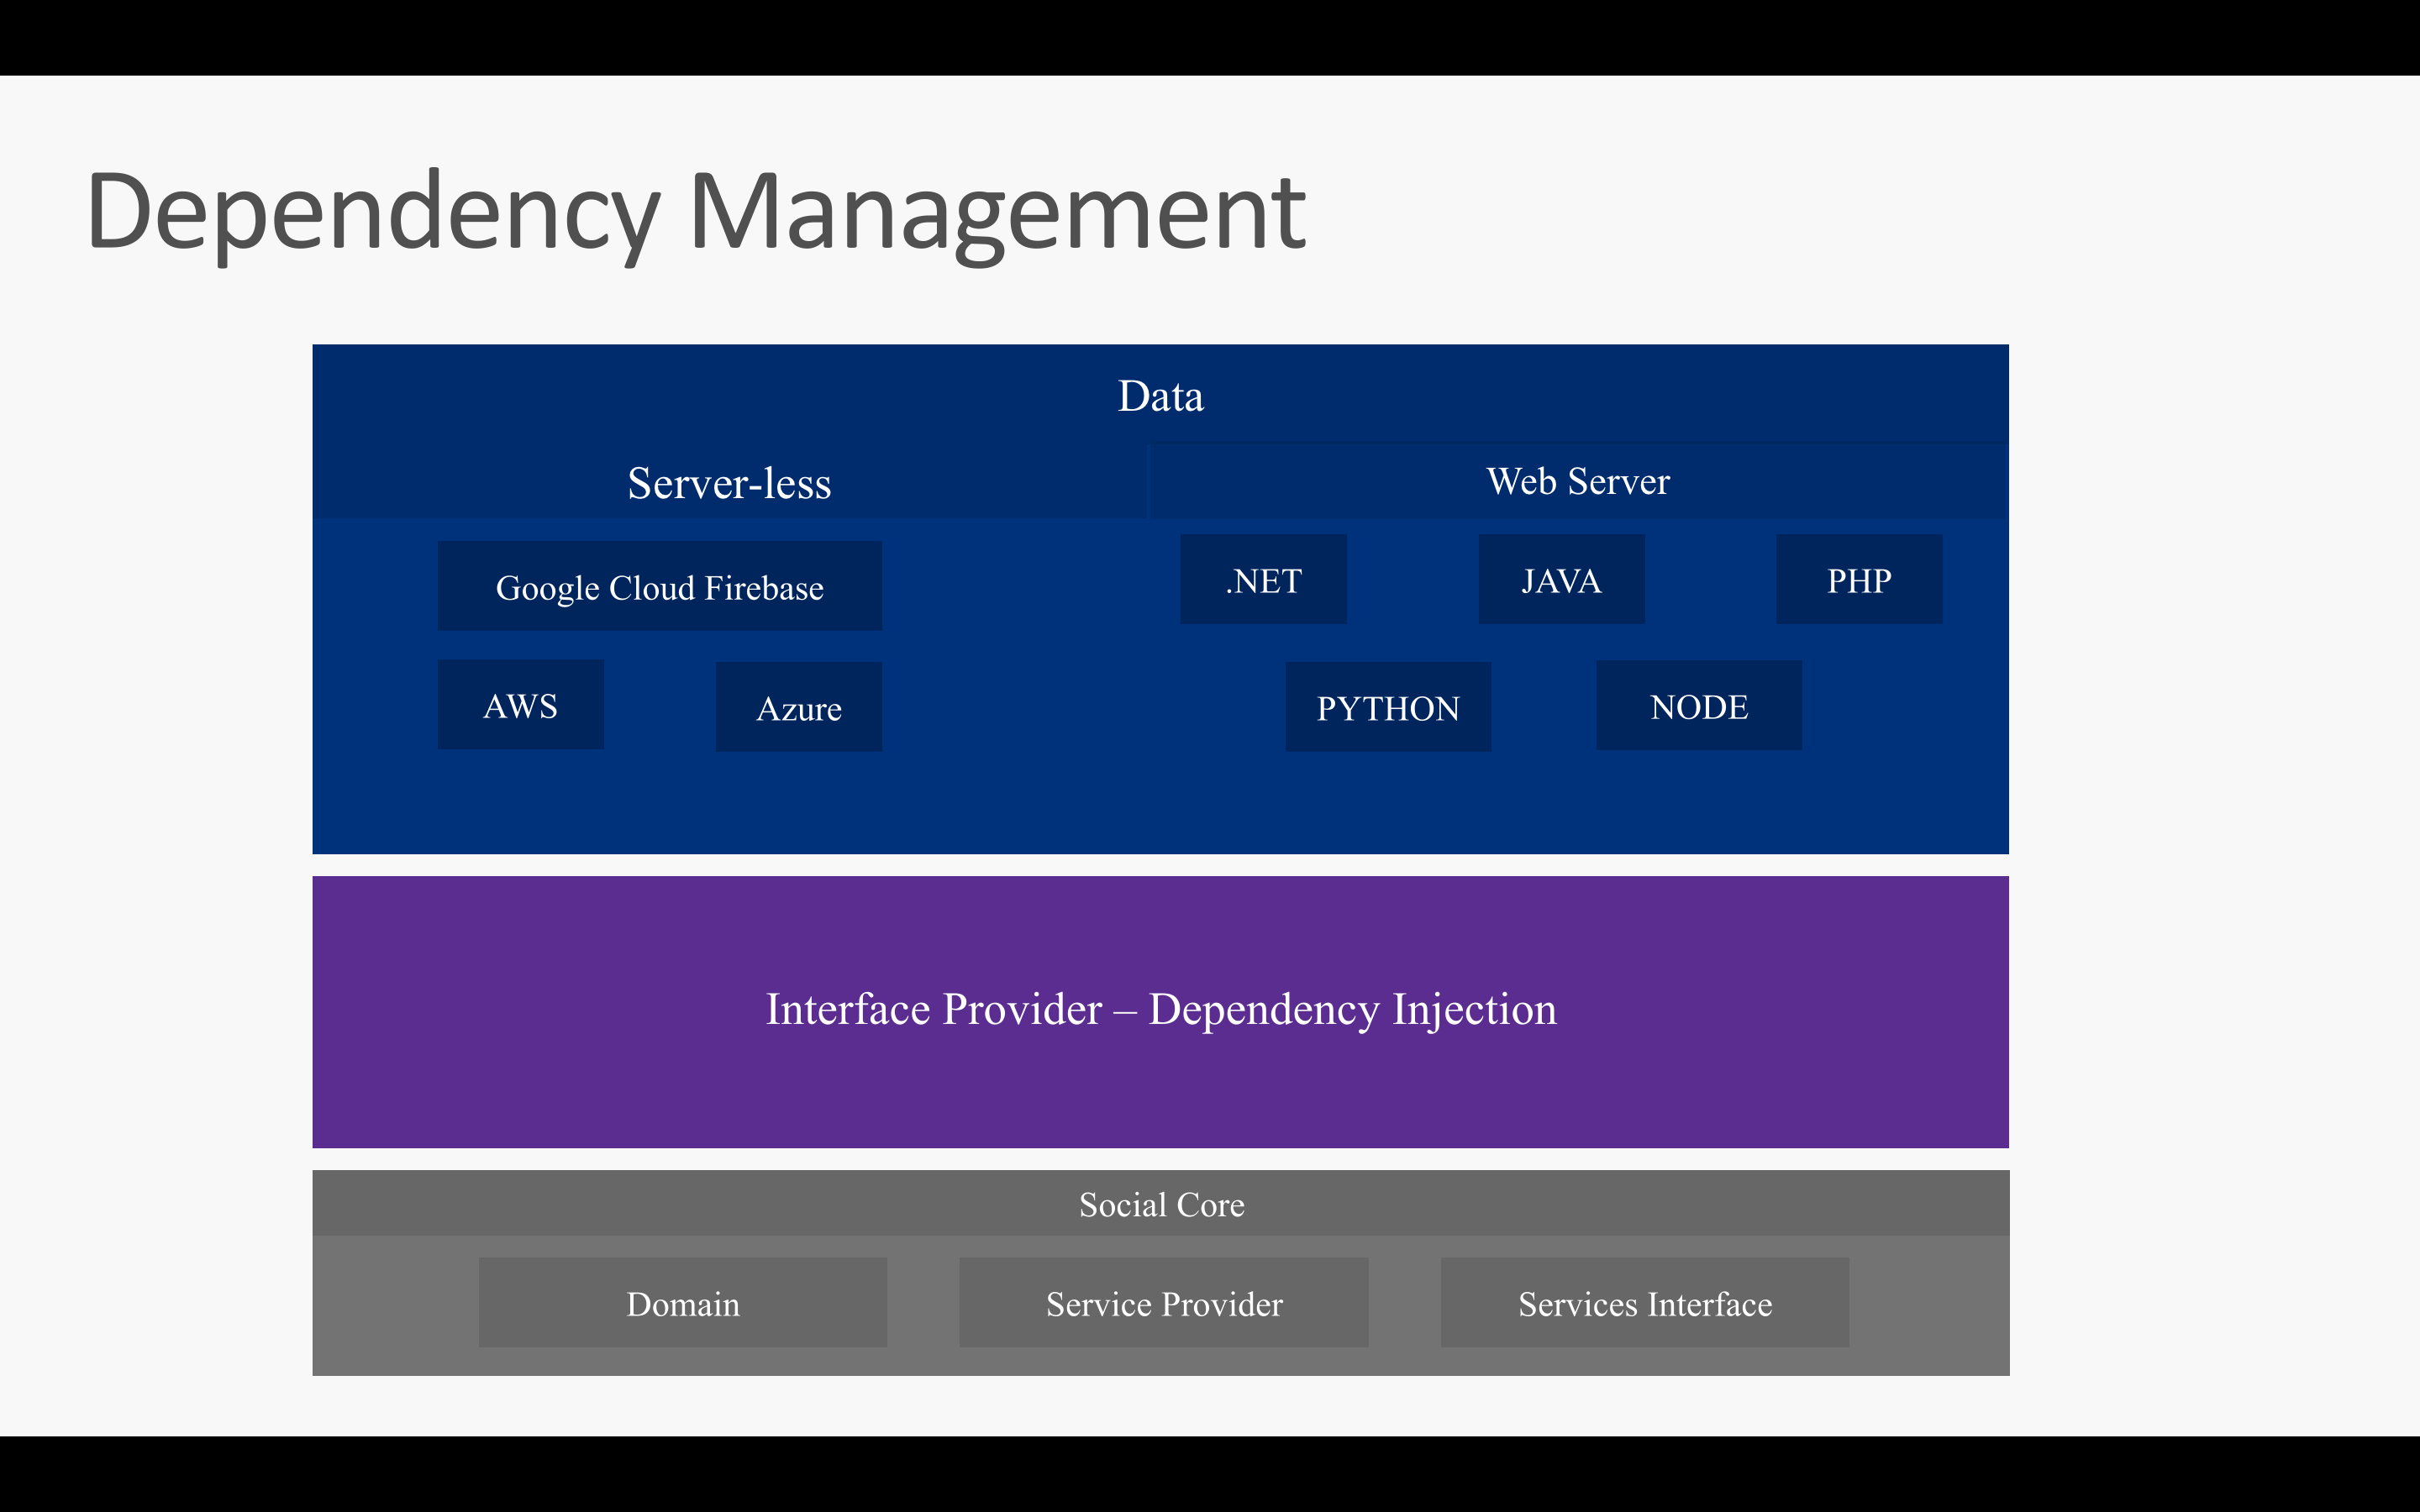 Dependency Management
Data
Server-less
Web Server
Google Cloud Firebase
.NET
JAVA
PHP
AWS
Azure
PYTHON
NODE
Interface Provider – Dependency Injection
Social Core
Domain
Service Provider
Services Interface